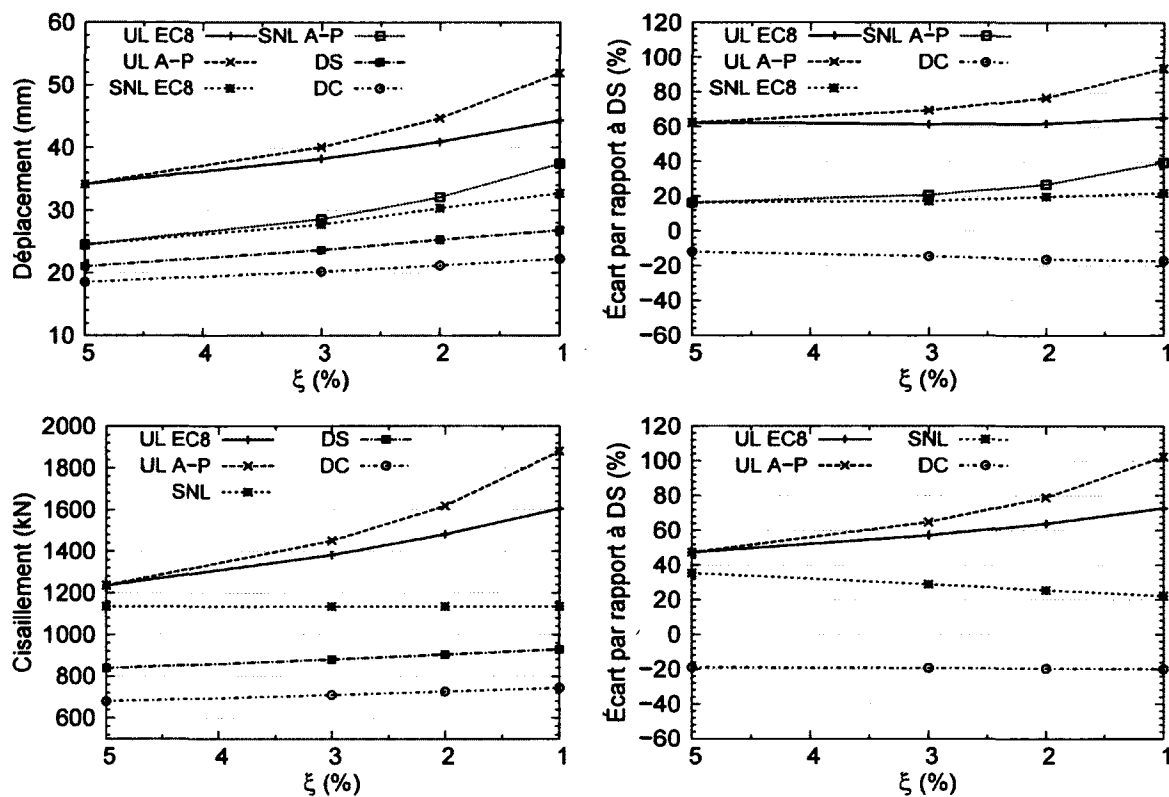 60
50
40
30
20
10
Déplacement (mm)
UL EC8
UL A-P
SNL EC8
SNL A-P
DS
DC
5
4
3
2
1
ξ (%)
120
100
80
60
40
20
0
-20
-40
-60
Écart par rapport à DS (%)
UL EC8
UL A-P
SNL EC8
SNL A-P
DC
5
4
3
2
1
ξ (%)
2000
1800
1600
1400
1200
1000
800
600
Cisaillement (kN)
UL EC8
UL A-P
SNL
DS
DC
5
4
3
2
1
ξ (%)
120
100
80
60
40
20
0
-20
-40
-60
Écart par rapport à DS (%)
UL EC8
UL A-P
SNL
DC
5
4
3
2
1
ξ (%)